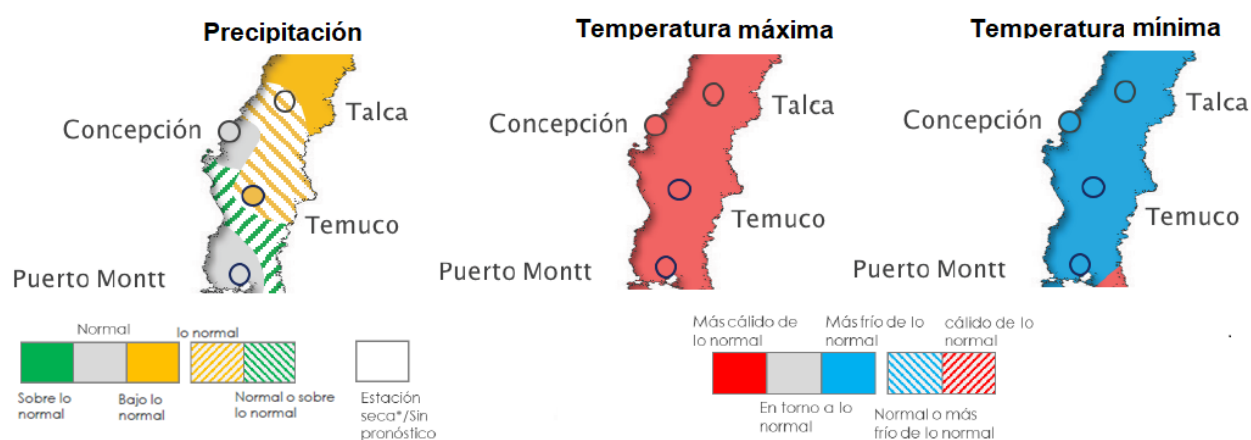 Precipitación
Temperatura máxima
Temperatura mínima
Concepción
Talca
Temuco
Puerto Montt
Concepción
Talca
Temuco
Puerto Montt
Concepción
Talca
Temuco
Puerto Montt
Normal
lo normal
Sobre lo
normal
Bajo lo
normal
Normal o sobre
lo normal
Estación
seca*/Sin
pronóstico
Más cálido de
lo normal
Más frío de lo
normal
cálido de lo
normal
En torno a lo
normal
Normal o más
frío de lo normal
.